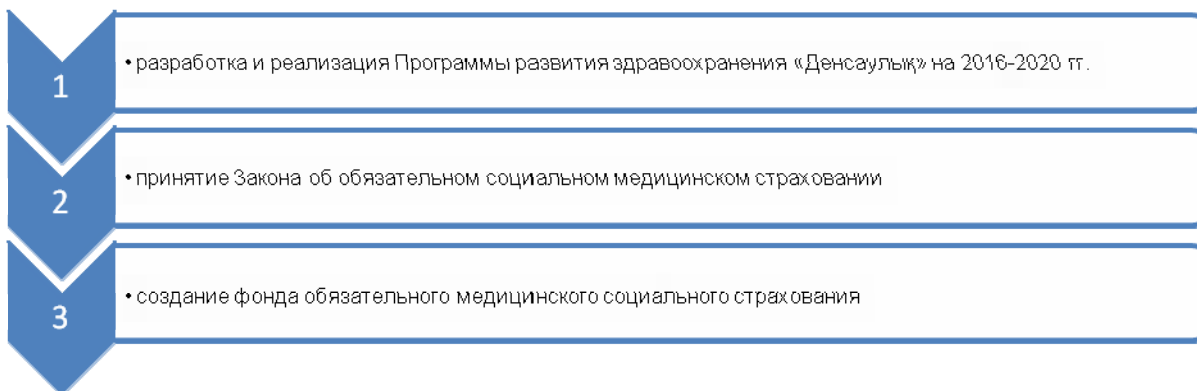 1
• разработка и реализация Программы развития здравоохранения «Денсаулық» на 2016-2020 гг.
2
• принятие Закона об обязательном социальном медицинском страховании
3
• создание фонда обязательного медицинского социального страхования